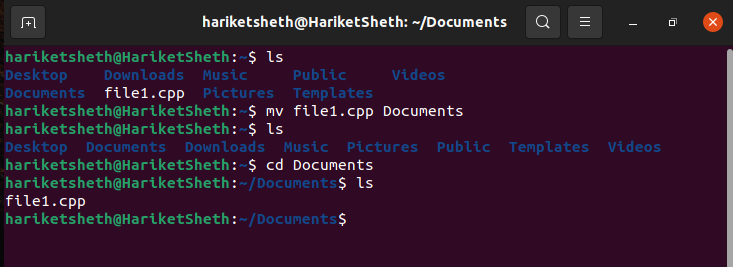 hariketsheth@HariketSheth: ~/Documents
hariketsheth@HariketSheth:~$ ls
Desktop    Downloads  Music     Public     Videos
Documents  file1.cpp  Pictures  Templates
hariketsheth@HariketSheth:~$ mv file1.cpp Documents
hariketsheth@HariketSheth:~$ ls
Desktop  Documents  Downloads  Music  Pictures  Public  Templates  Videos
hariketsheth@HariketSheth:~$ cd Documents
hariketsheth@HariketSheth:~/Documents$ ls
file1.cpp
hariketsheth@HariketSheth:~/Documents$